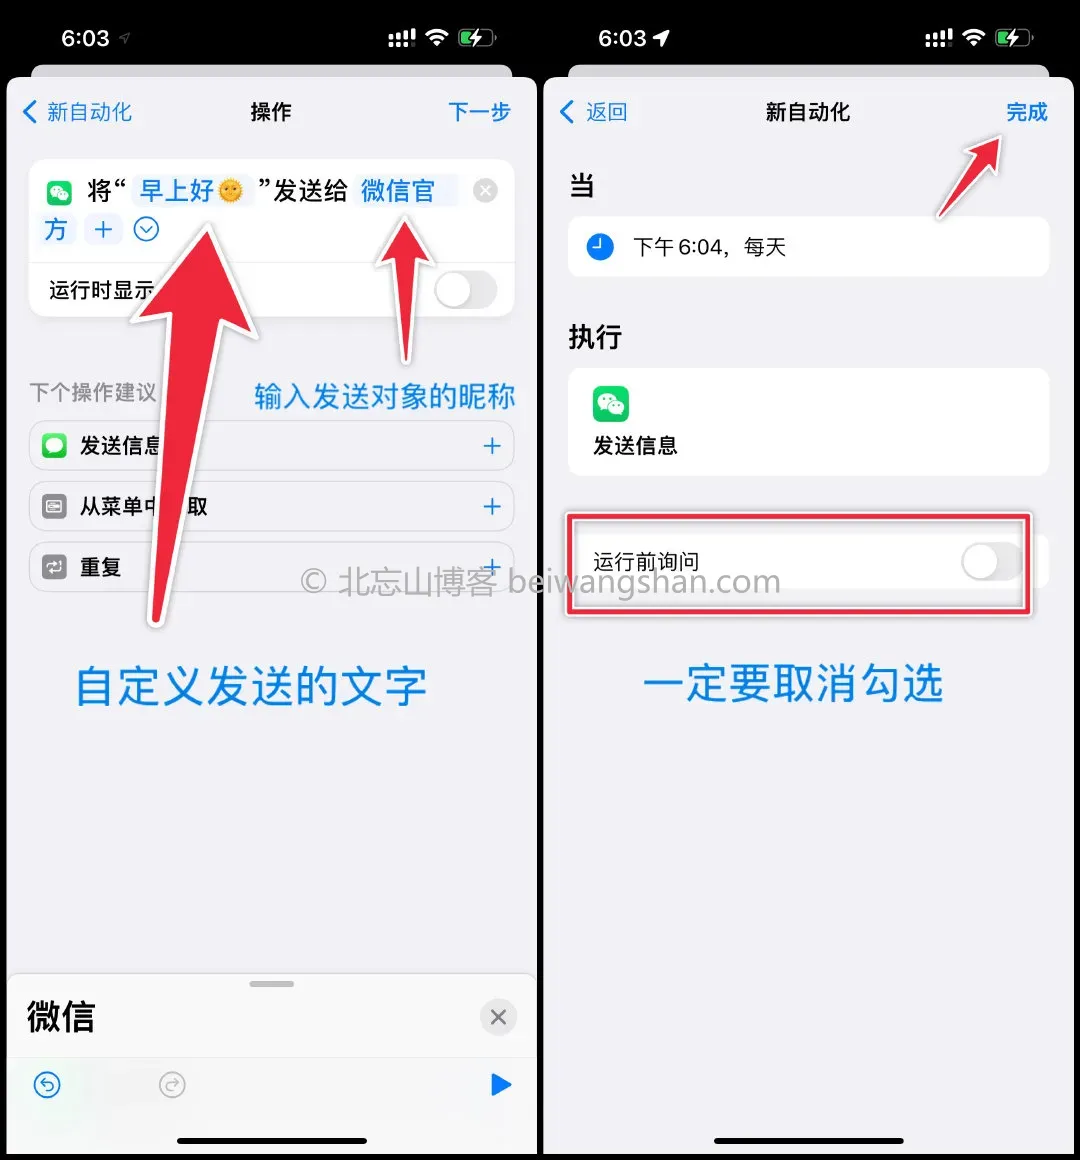 6:03
新自动化
操作
下一步
将“早上好🌞”发送给 微信官
方
运行时显示
下个操作建议
输入发送对象的昵称
发送信息
从菜单中 取
重复
自定义发送的文字
微信
6:03
返回
新自动化
完成
当
下午 6:04，每天
执行
发送信息
运行前询问
© 北忘山博客 beiwangshan.com
一定要取消勾选